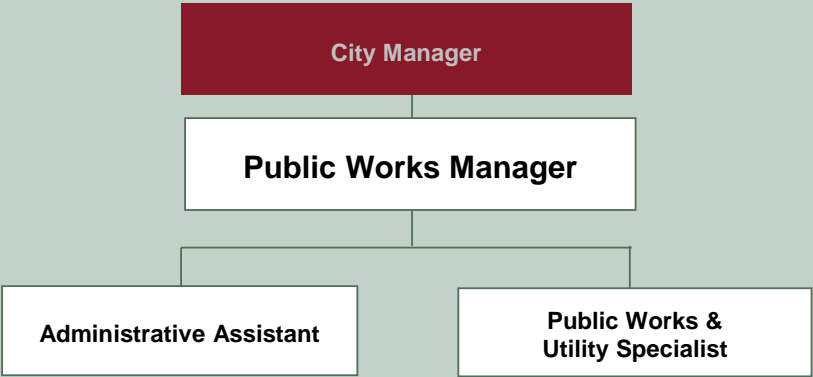 City Manager
Public Works Manager
Administrative Assistant
Public Works &
Utility Specialist